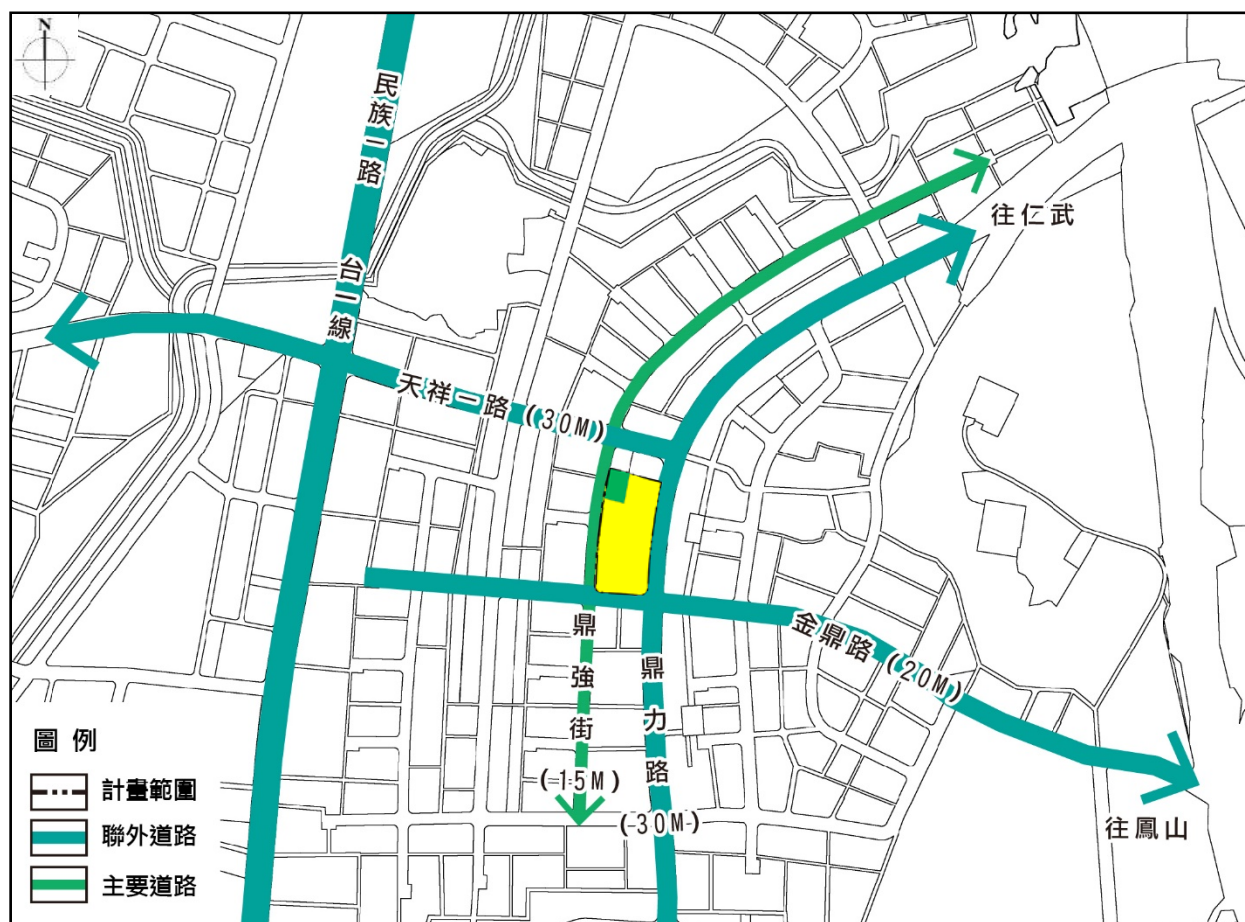 N
民族一路
台一線
往仁武
天祥一路(30M)
金鼎路(20M)
鼎強街
(15M)
鼎力路
(30M)
往鳳山
圖例
計畫範圍
聯外道路
主要道路